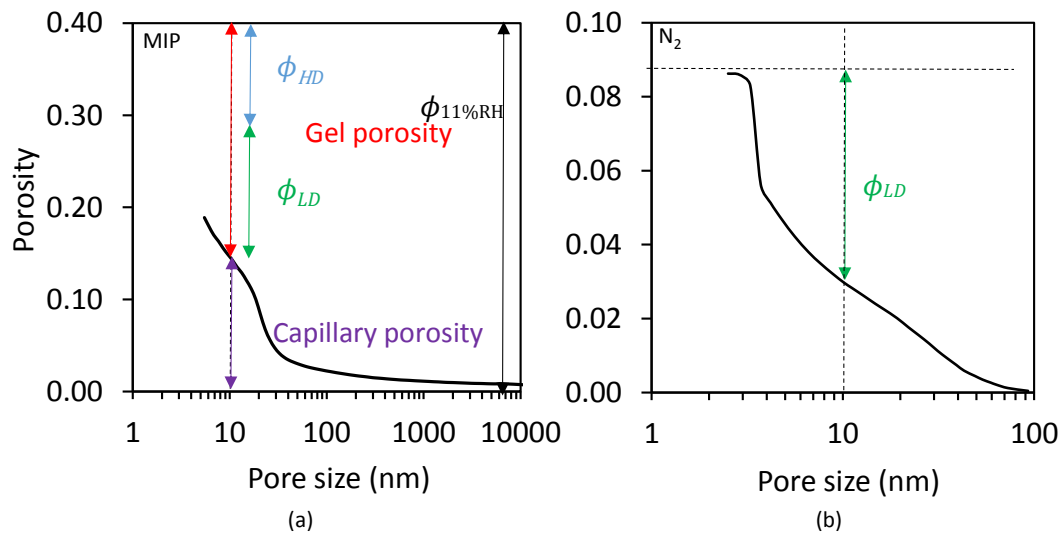 MIP
0.40
0.30
0.20
0.10
0.00
Porosity
ϕHD
ϕ11%RH
Gel porosity
ϕLD
Capillary porosity
1 10 100 1000 10000
Pore size (nm)
(a)
N2
0.10
0.08
0.06
0.04
0.02
0.00
ϕLD
1 10 100
Pore size (nm)
(b)